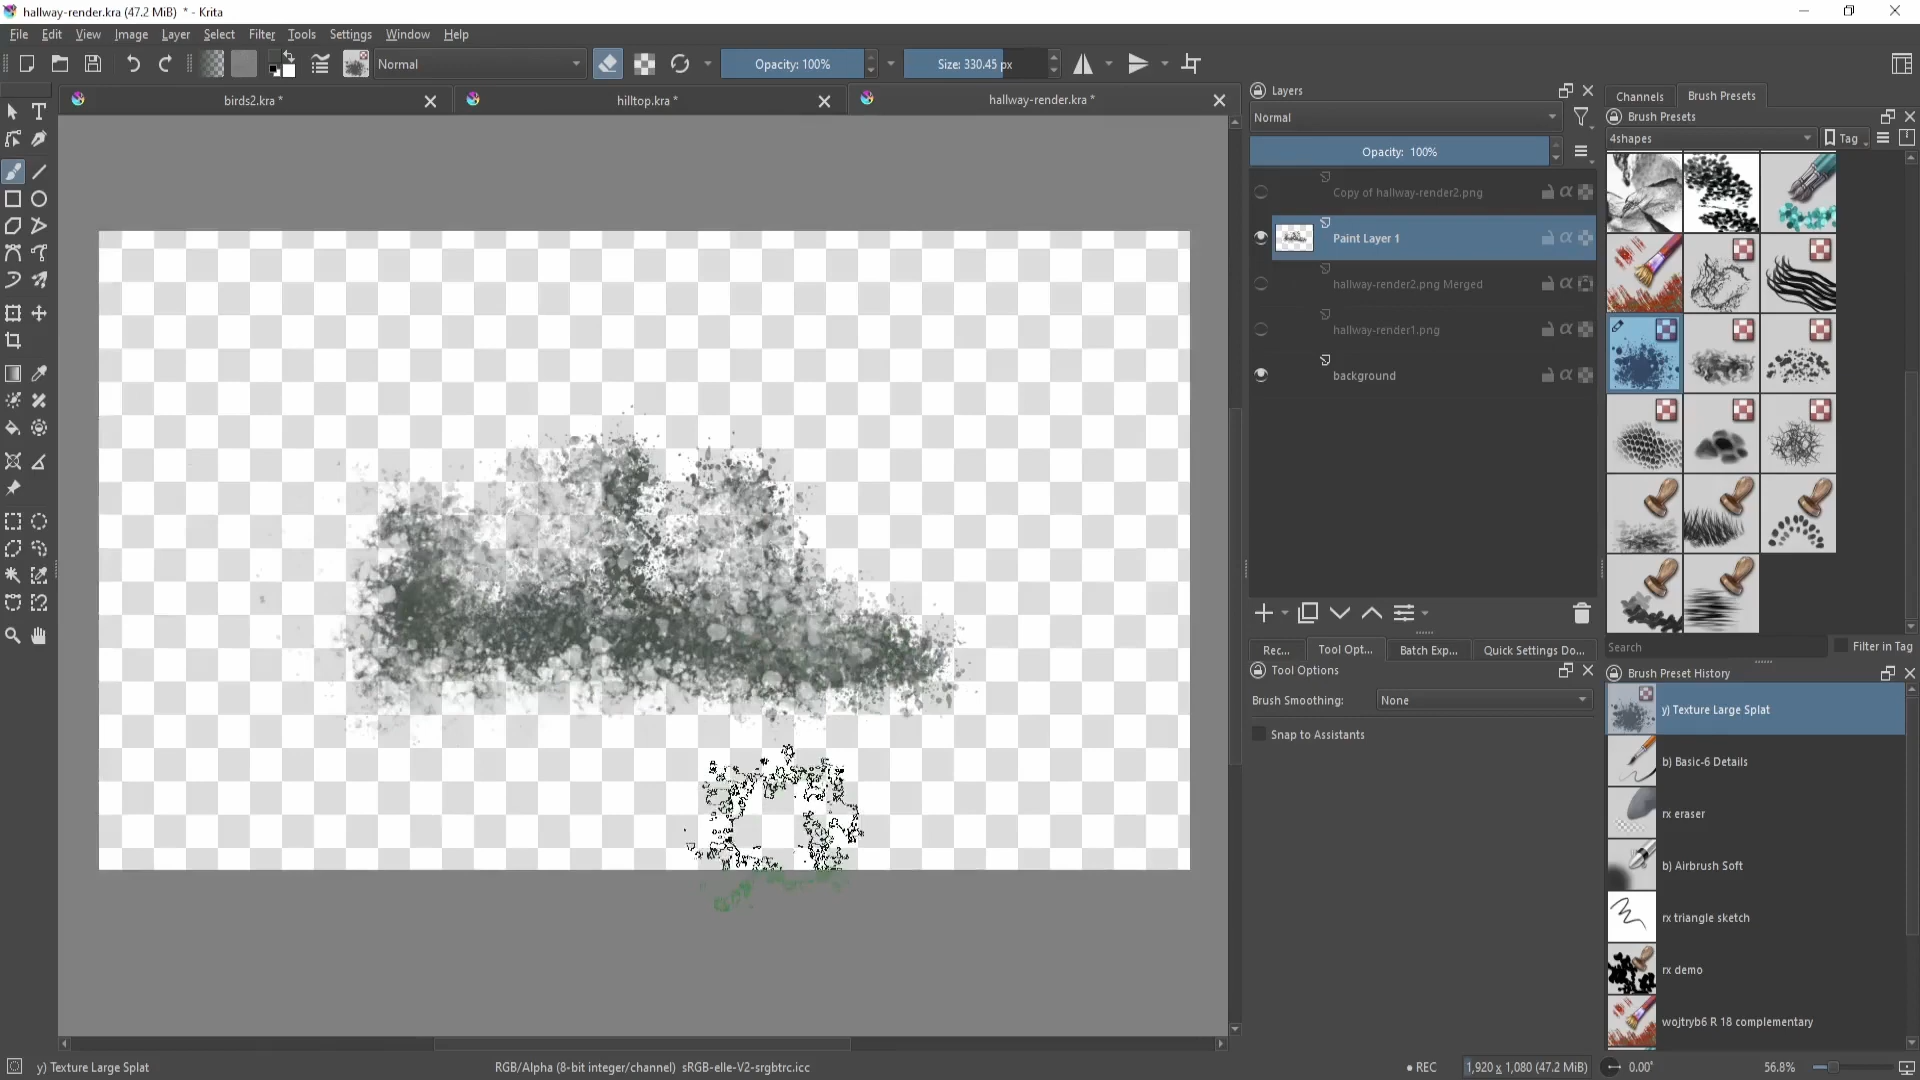 hallway-render.kra (47.2 MiB) * - Krita
File Edit View Image Layer Select Filter Tools Settings Window Help
Normal
Opacity: 100%
Size: 330.45 px
birds2.kra *
hilltop.kra *
hallway-render.kra *
Layers
Normal
Opacity: 100%
Copy of hallway-render2.png
Paint Layer 1
hallway-render2.png Merged
hallway-render1.png
background
Rec... Tool Opt... Batch Exp... Quick Settings Do...
Tool Options
Brush Smoothing: None
Snap to Assistants
Channels Brush Presets
Brush Presets
4shapes Tag
Search Filter in Tag
Brush Preset History
y) Texture Large Splat
b) Basic-6 Details
rx eraser
b) Airbrush Soft
rx triangle sketch
rx demo
wojtryb6 R 18 complementary
y) Texture Large Splat
RGB/Alpha (8-bit integer/channel) sRGB-elle-V2-srgbtrc.icc
REC
1,920 x 1,080 (47.2 MiB)
0.00°
56.8%